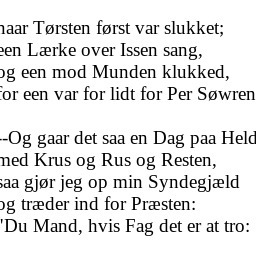 naar Tørsten først var slukket;
een Lærke over Issen sang,
og een mod Munden klukked,
for een var for lidt for Per Søwren

--Og gaar det saa en Dag paa Held
med Krus og Rus og Resten,
saa gjør jeg op min Syndegjæld
og træder ind for Præsten:
"Du Mand, hvis Fag det er at tro: